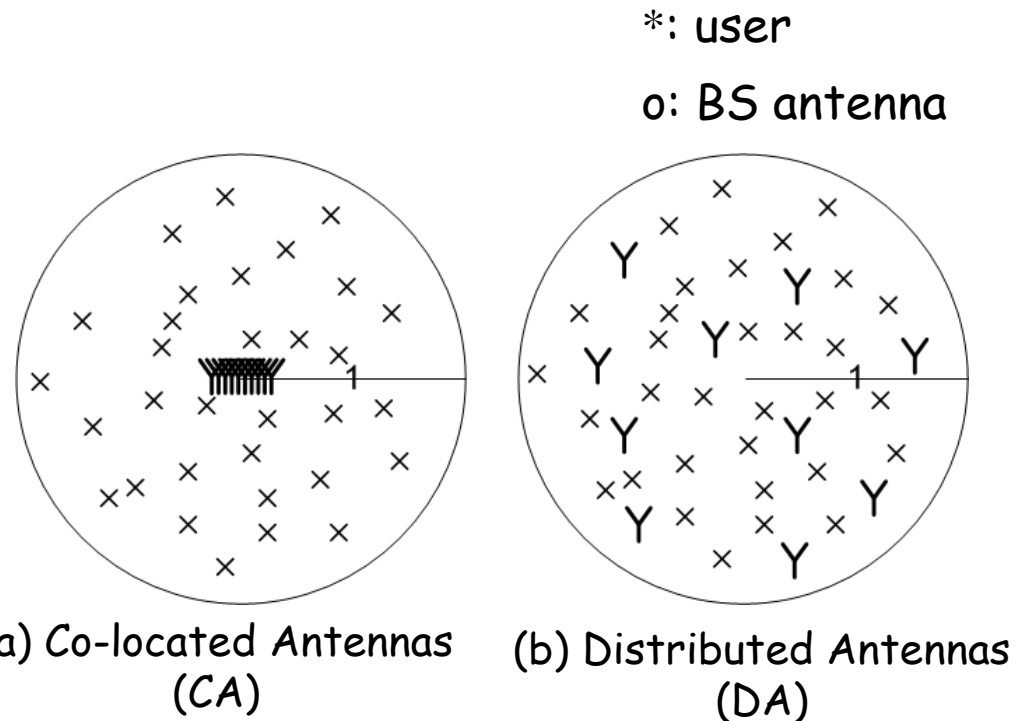 *: user
o: BS antenna
1
1
a) Co-located Antennas
(CA)
(b) Distributed Antennas
(DA)